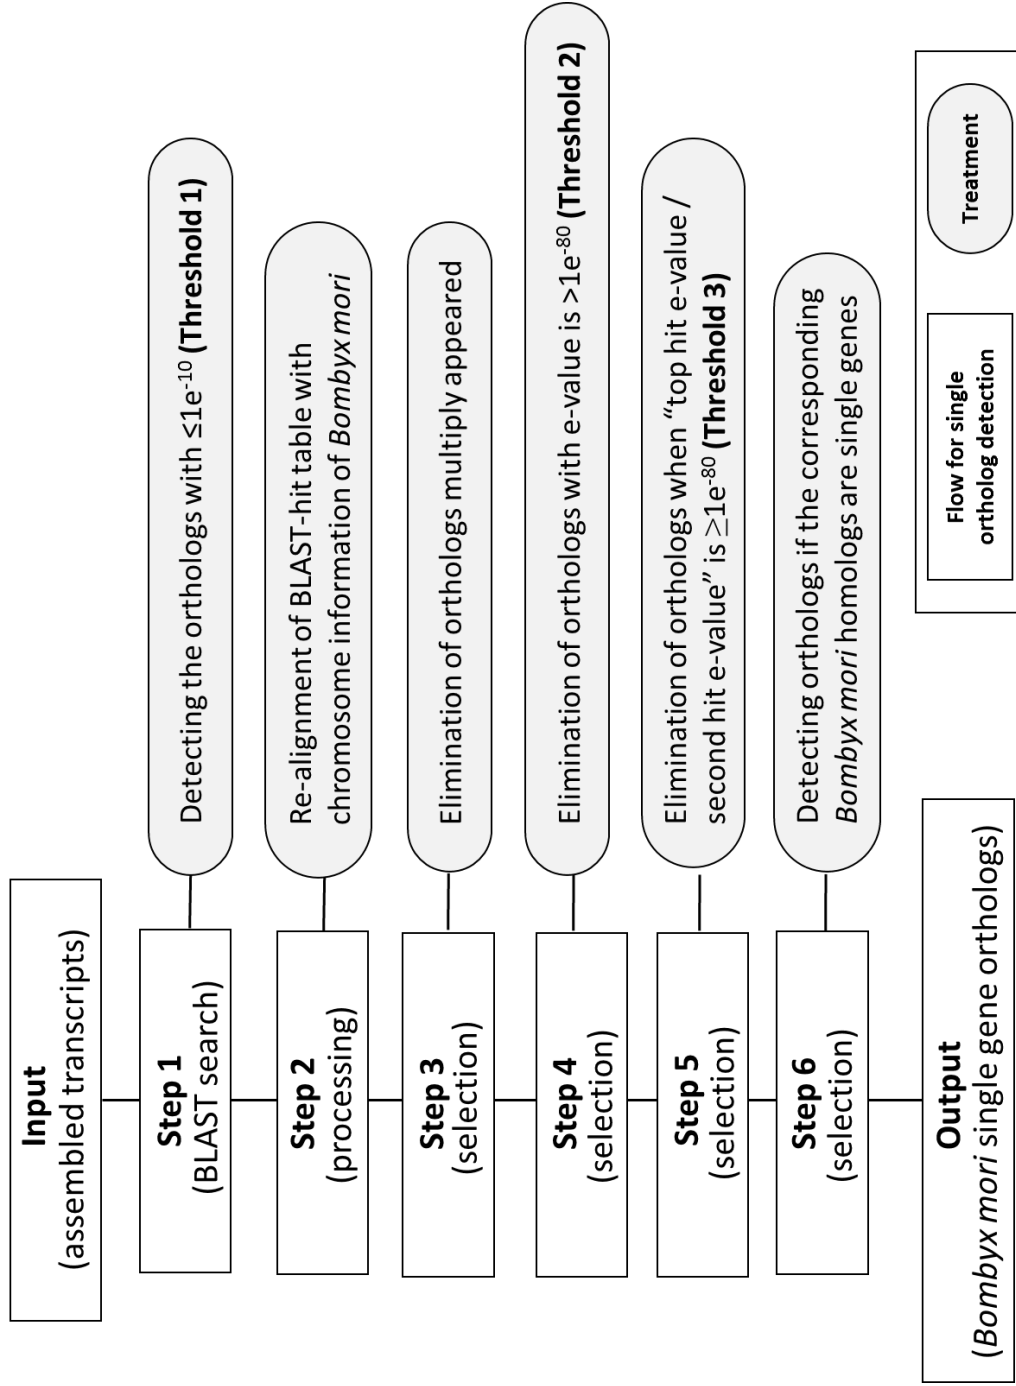 Input
(assembled transcripts)
Step 1
(BLAST search)
Detecting the orthologs with ≤1e⁻¹⁰ (Threshold 1)
Step 2
(processing)
Re-alignment of BLAST-hit table with
chromosome information of Bombyx mori
Step 3
(selection)
Elimination of orthologs multiply appeared
Step 4
(selection)
Elimination of orthologs with e-value is >1e⁻⁸⁰ (Threshold 2)
Step 5
(selection)
Elimination of orthologs when “top hit e-value /
second hit e-value” is ≥1e⁻⁸⁰ (Threshold 3)
Step 6
(selection)
Detecting orthologs if the corresponding
Bombyx mori homologs are single genes
Output
(Bombyx mori single gene orthologs)
Flow for single
ortholog detection
Treatment